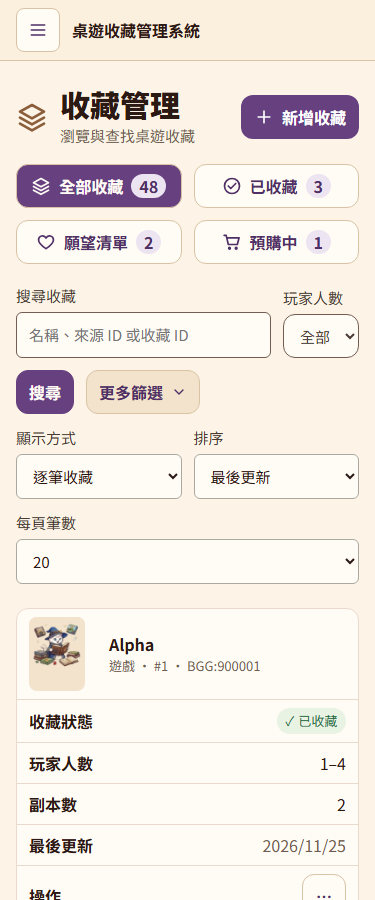 桌遊收藏管理系統
收藏管理
瀏覽與查找桌遊收藏
新增收藏
全部收藏 48
已收藏 3
願望清單 2
預購中 1
搜尋收藏
玩家人數
名稱、來源 ID 或收藏 ID
全部
搜尋
更多篩選
顯示方式
排序
逐筆收藏
最後更新
每頁筆數
20
Alpha
遊戲 · #1 · BGG:900001
收藏狀態
✓ 已收藏
玩家人數
1–4
副本數
2
最後更新
2026/11/25
操作
...